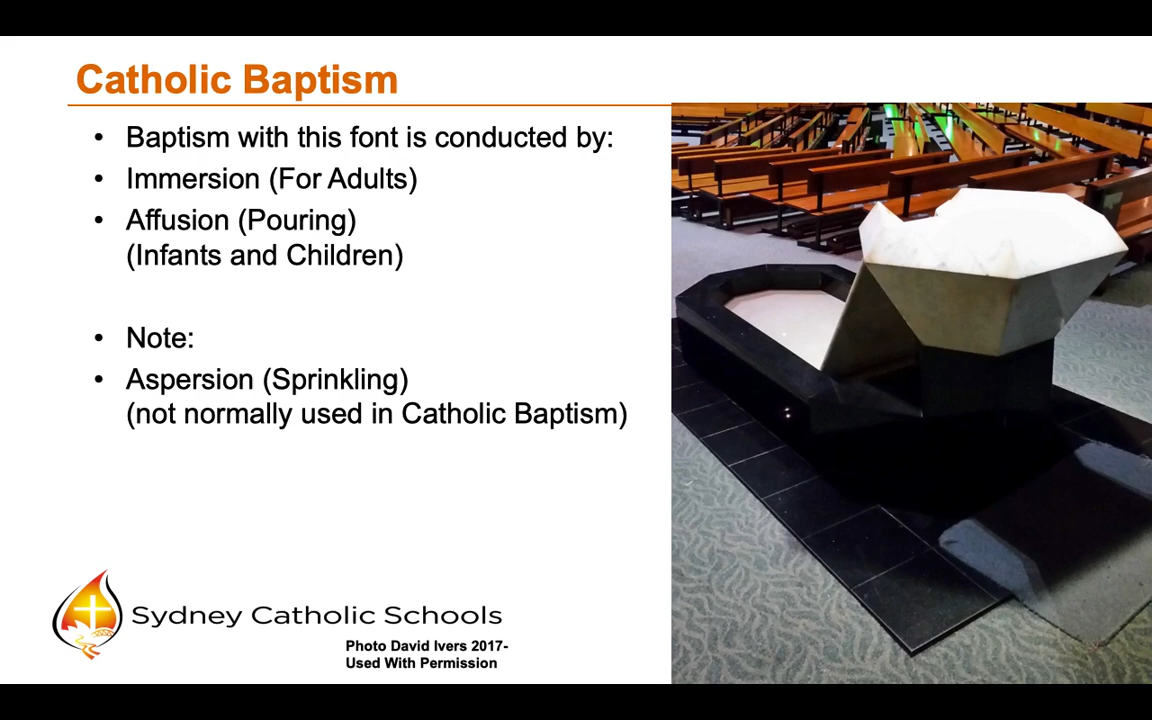 Catholic Baptism
• Baptism with this font is conducted by:
• Immersion (For Adults)
• Affusion (Pouring)
(Infants and Children)
• Note:
• Aspersion (Sprinkling)
(not normally used in Catholic Baptism)
Sydney Catholic Schools
Photo David Ivers 2017-
Used With Permission